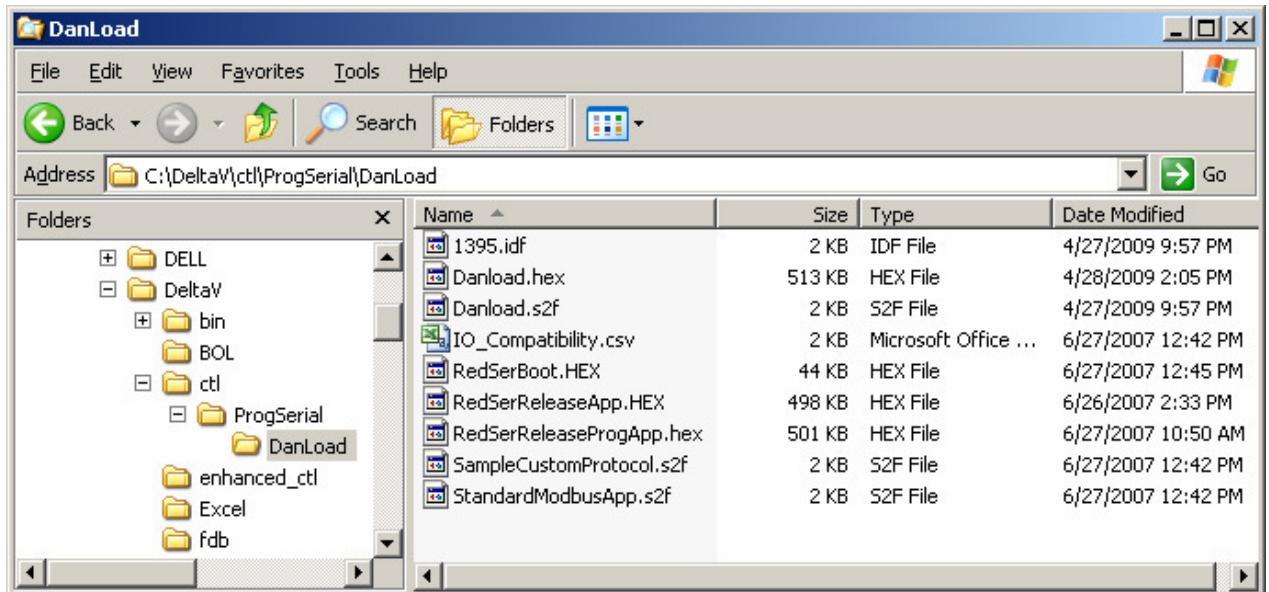 DanLoad
File Edit View Favorites Tools Help
Back Search Folders
Address C:\DeltaV\ctl\ProgSerial\DanLoad Go
Folders Name Size Type Date Modified
DELL
DeltaV
bin
BOL
ctl
ProgSerial
DanLoad
enhanced_ctl
Excel
fdb
1395.idf 2 KB IDF File 4/27/2009 9:57 PM
Danload.hex 513 KB HEX File 4/28/2009 2:05 PM
Danload.s2f 2 KB S2F File 4/27/2009 9:57 PM
IO_Compatibility.csv 2 KB Microsoft Office ... 6/27/2007 12:42 PM
RedSerBoot.HEX 44 KB HEX File 6/27/2007 12:45 PM
RedSerReleaseApp.HEX 498 KB HEX File 6/26/2007 2:33 PM
RedSerReleaseProgApp.hex 501 KB HEX File 6/27/2007 10:50 AM
SampleCustomProtocol.s2f 2 KB S2F File 6/27/2007 12:42 PM
StandardModbusApp.s2f 2 KB S2F File 6/27/2007 12:42 PM